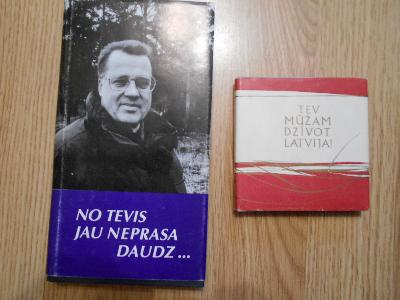 NO TEVIS
JAU NEPRASA
DAUDZ...
TEV
MŪŽAM
DZĪVOT,
LATVIJA!